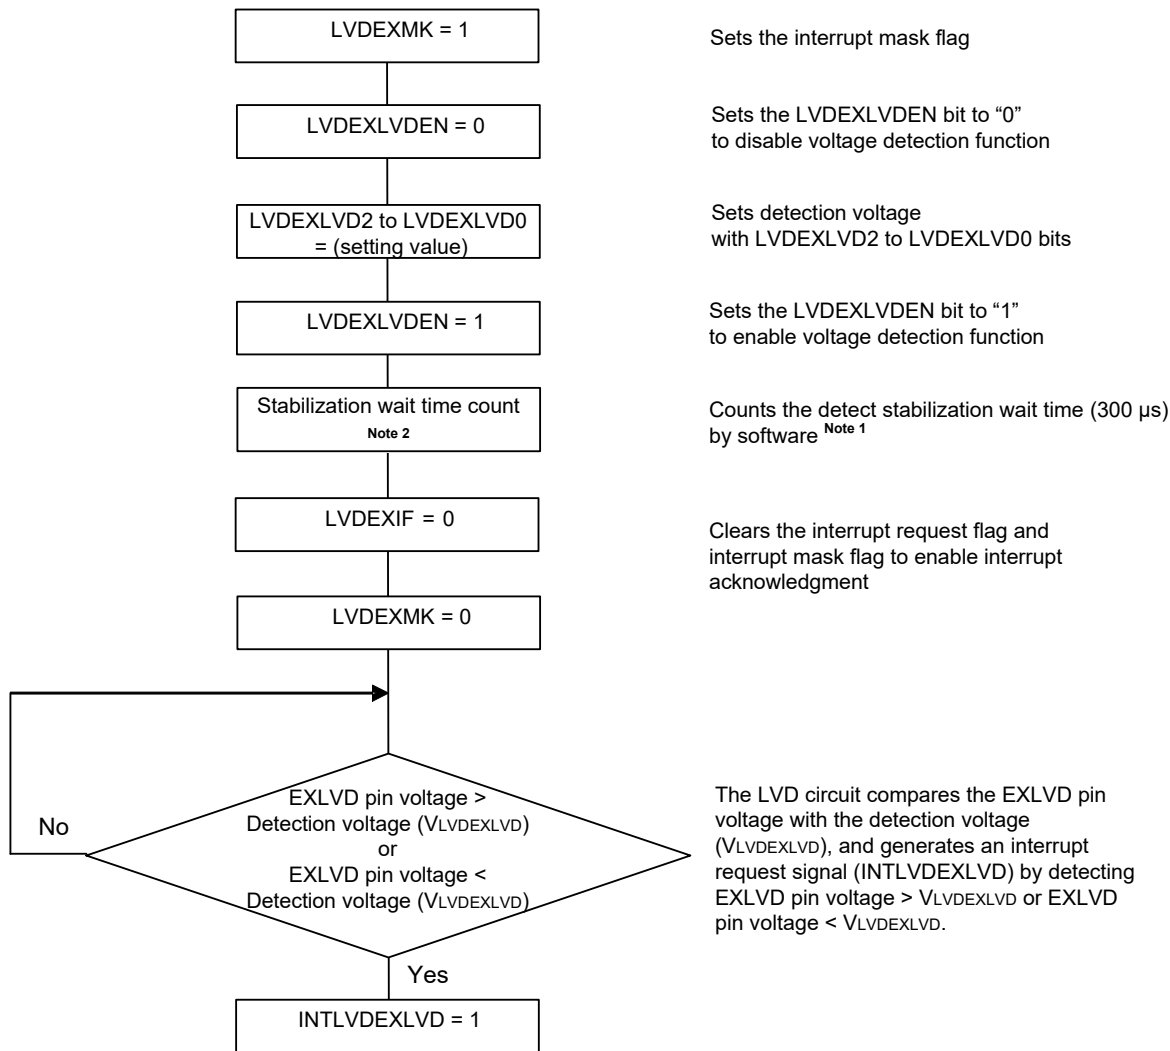 LVDEXMK = 1
Sets the interrupt mask flag
LVDEXLVDEN = 0
Sets the LVDEXLVDEN bit to “0”
to disable voltage detection function
LVDEXLVD2 to LVDEXLVD0
= (setting value)
Sets detection voltage
with LVDEXLVD2 to LVDEXLVD0 bits
LVDEXLVDEN = 1
Sets the LVDEXLVDEN bit to “1”
to enable voltage detection function
Stabilization wait time count
Note 2
Counts the detect stabilization wait time (300 µs)
by software Note 1
LVDEXIF = 0
Clears the interrupt request flag and
interrupt mask flag to enable interrupt
acknowledgment
LVDEXMK = 0
EXLVD pin voltage >
Detection voltage (VLVDEXLVD)
or
EXLVD pin voltage <
Detection voltage (VLVDEXLVD)
No
The LVD circuit compares the EXLVD pin
voltage with the detection voltage
(VLVDEXLVD), and generates an interrupt
request signal (INTLVDEXLVD) by detecting
EXLVD pin voltage > VLVDEXLVD or EXLVD
pin voltage < VLVDEXLVD.
Yes
INTLVDEXLVD = 1